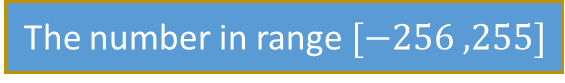 The number in range [−256 ,255]